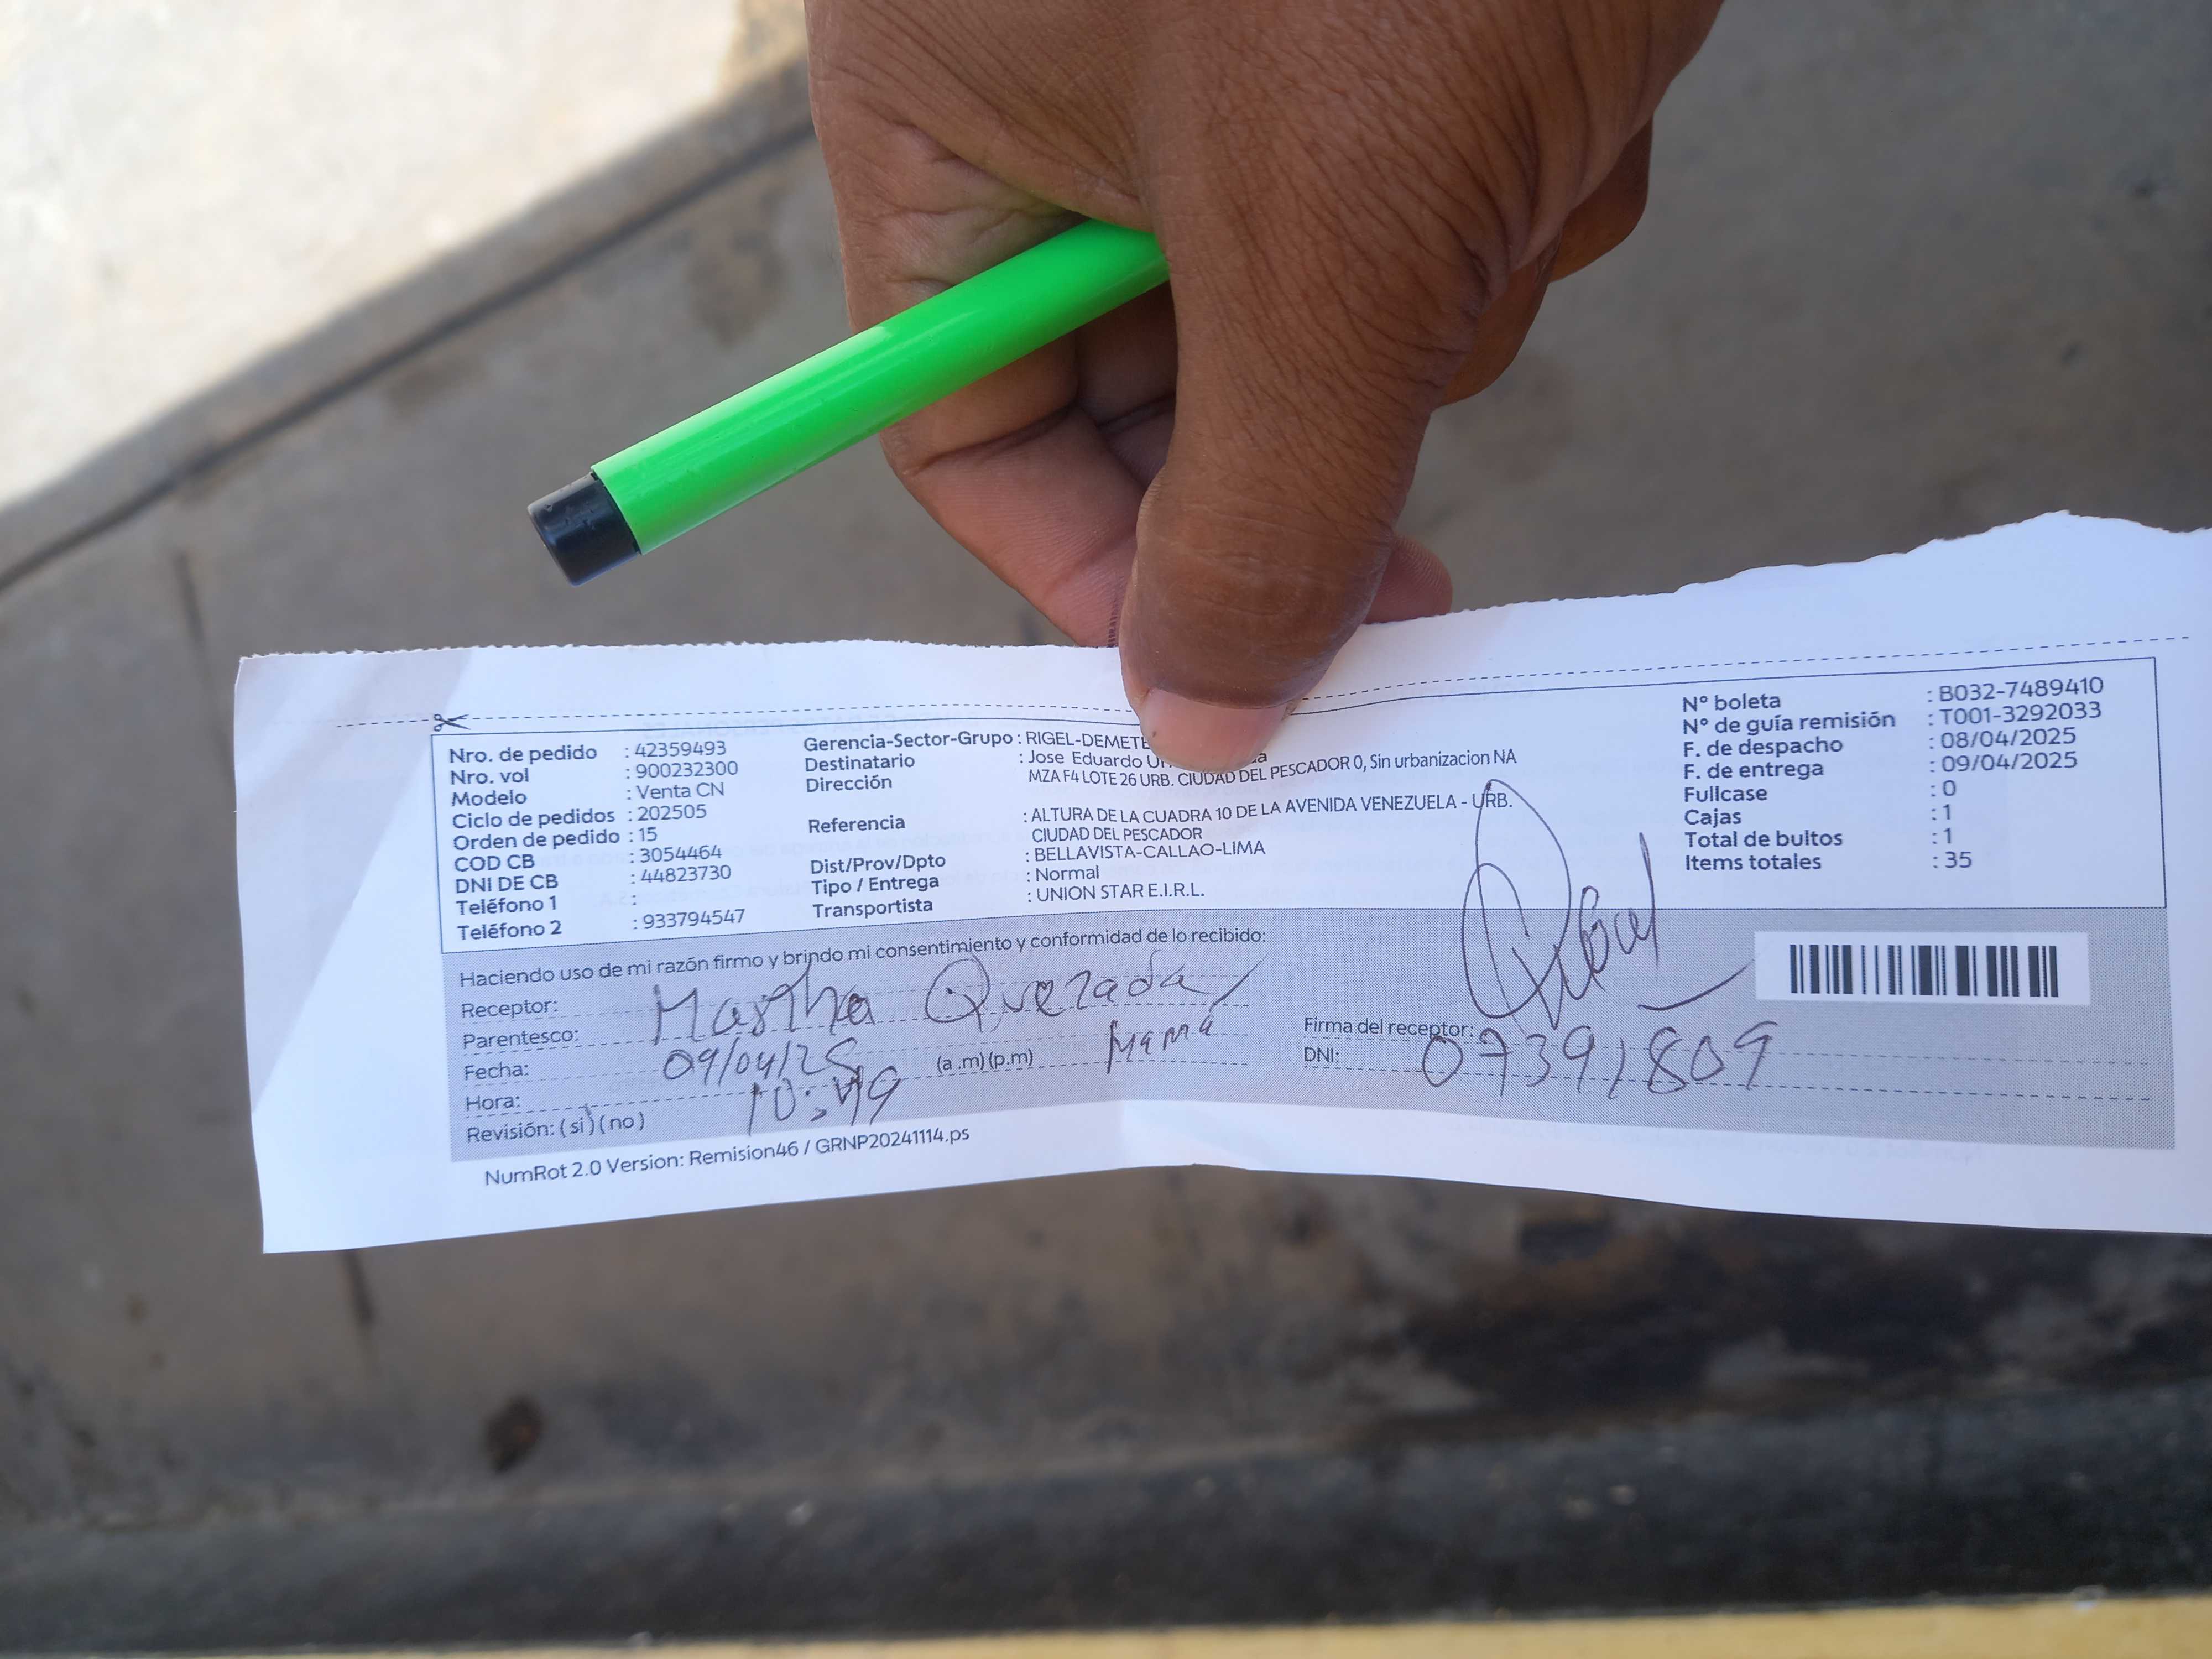 Nro. de pedido : 42359493
Nro. vol : 900232300
Modelo : Venta CN
Ciclo de pedidos : 202505
Orden de pedido : 15
COD CB : 3054464
DNI DE CB : 44823730
Teléfono 1 :
Teléfono 2 : 933794547
Gerencia-Sector-Grupo : RIGEL-DEMETE
Destinatario : Jose Eduardo
Dirección MZA F4 LOTE 26 URB. CIUDAD DEL PESCADOR 0, Sin urbanizacion NA
Referencia : ALTURA DE LA CUADRA 10 DE LA AVENIDA VENEZUELA - URB.
CIUDAD DEL PESCADOR
Dist/Prov/Dpto : BELLAVISTA-CALLAO-LIMA
Tipo / Entrega : Normal
Transportista : UNION STAR E.I.R.L.
N° boleta : B032-7489410
N° de guía remisión : T001-3292033
F. de despacho : 08/04/2025
F. de entrega : 09/04/2025
Fullcase : 0
Cajas : 1
Total de bultos : 1
Items totales : 35
Haciendo uso de mi razón firmo y brindo mi consentimiento y conformidad de lo recibido:
Receptor: Martha Quezada
Parentesco: Mamá
Fecha: 09/04/25 (a .m) (p.m)
Hora: 10:49
Revisión: ( si ) ( no )
Firma del receptor:
DNI: 07391809
NumRot 2.0 Version: Remision46 / GRNP20241114.ps